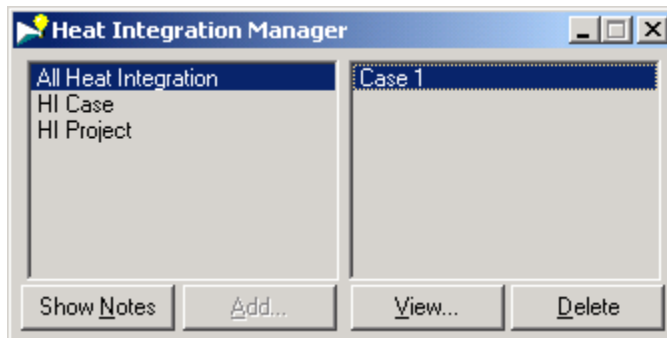 Heat Integration Manager
All Heat Integration
HI Case
HI Project
Case 1
Show Notes
Add...
View...
Delete